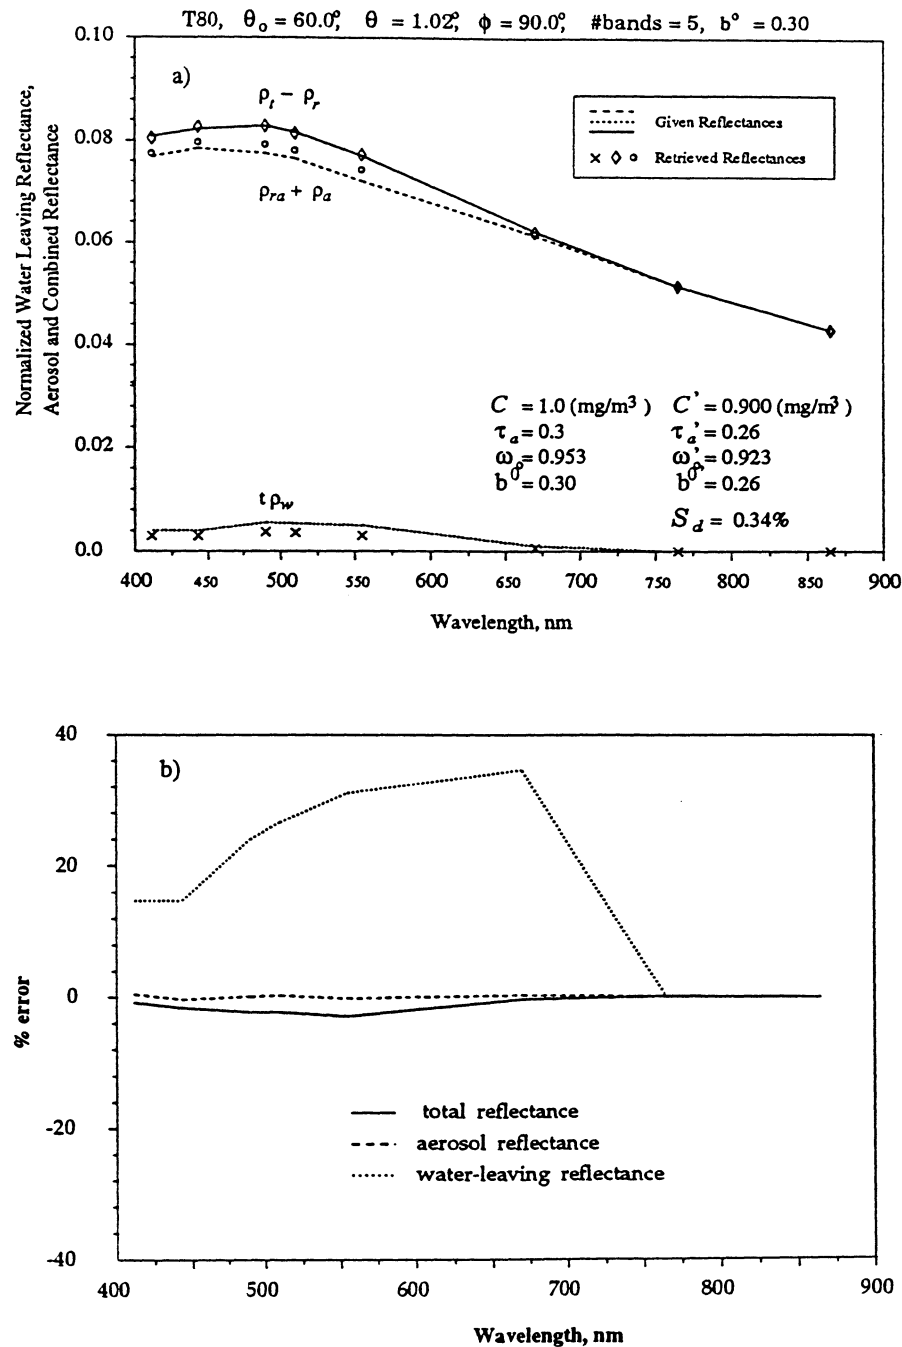 T80, θo = 60.0°, θ = 1.02°, ϕ = 90.0°, #bands = 5, b° = 0.30
Normalized Water Leaving Reflectance,
Aerosol and Combined Reflectance
0.10
0.08
0.06
0.04
0.02
0.0
a)
ρt − ρr
ρra + ρa
Given Reflectances
× ◇ o Retrieved Reflectances
C = 1.0 (mg/m³) C' = 0.900 (mg/m³)
τa = 0.3 τa' = 0.26
ωo = 0.953 ωo' = 0.923
b° = 0.30 b°' = 0.26
Sd = 0.34%
tρw
400 450 500 550 600 650 700 750 800 850 900
Wavelength, nm
b)
% error
40
20
0
-20
-40
total reflectance
aerosol reflectance
water-leaving reflectance
400 500 600 700 800 900
Wavelength, nm